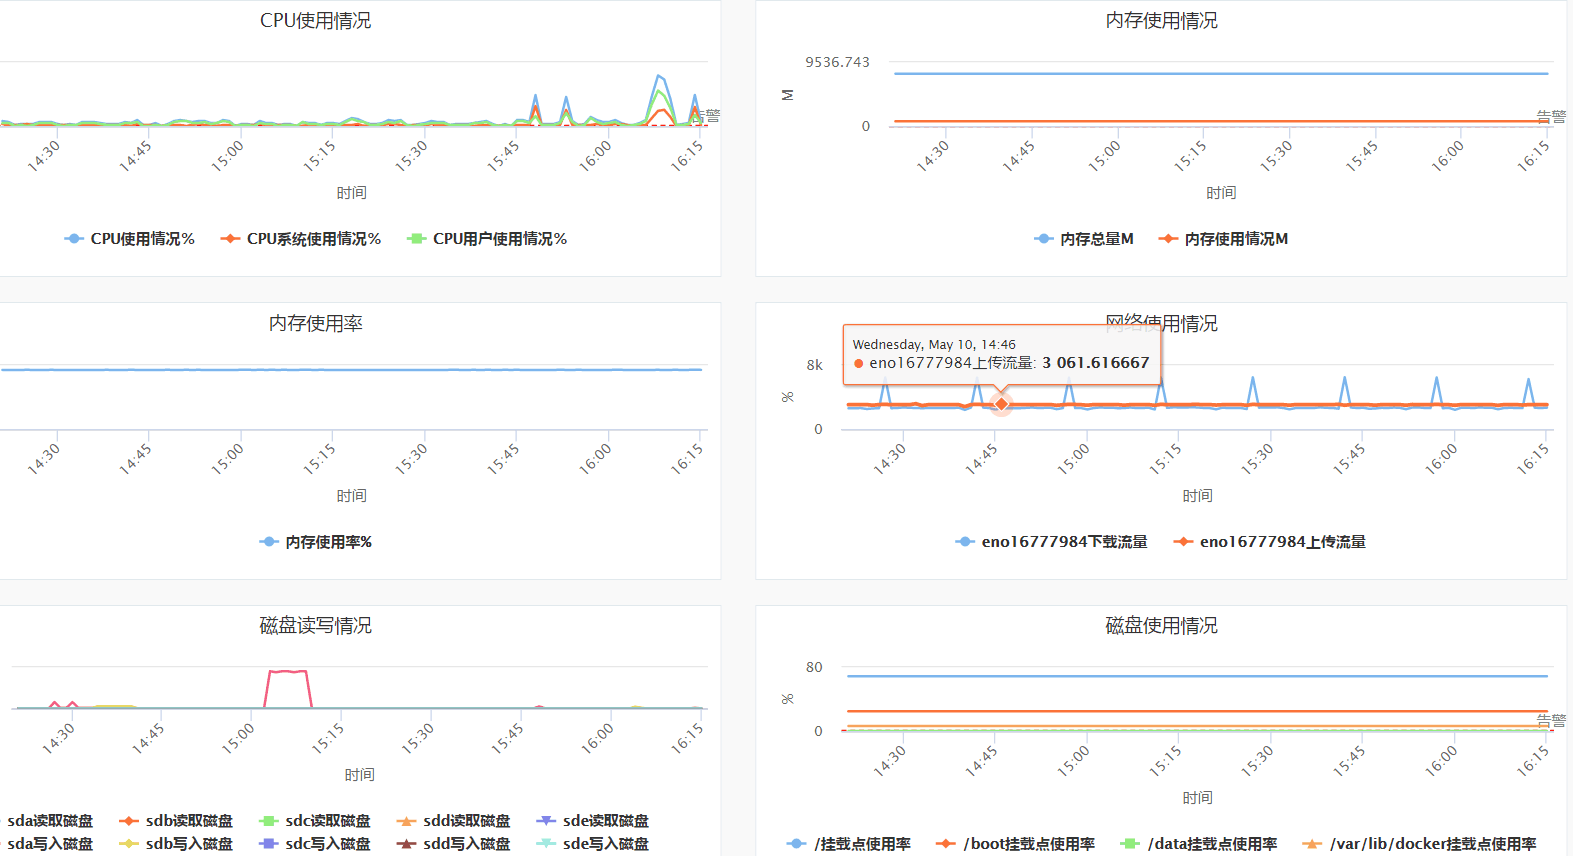 CPU使用情况
告警
14:30 14:45 15:00 15:15 15:30 15:45 16:00 16:15
时间
CPU使用情况% CPU系统使用情况% CPU用户使用情况%
内存使用情况
9536.743
M
0
告警
14:30 14:45 15:00 15:15 15:30 15:45 16:00 16:15
时间
内存总量M 内存使用情况M
内存使用率
14:30 14:45 15:00 15:15 15:30 15:45 16:00 16:15
时间
内存使用率%
网络使用情况
Wednesday, May 10, 14:46
eno16777984上传流量: 3 061.616667
8k
%
0
14:30 14:45 15:00 15:15 15:30 15:45 16:00 16:15
时间
eno16777984下载流量 eno16777984上传流量
磁盘读写情况
14:30 14:45 15:00 15:15 15:30 15:45 16:00 16:15
时间
sda读取磁盘 sdb读取磁盘 sdc读取磁盘 sdd读取磁盘 sde读取磁盘
sda写入磁盘 sdb写入磁盘 sdc写入磁盘 sdd写入磁盘 sde写入磁盘
磁盘使用情况
80
%
0
告警
14:30 14:45 15:00 15:15 15:30 15:45 16:00 16:15
时间
/挂载点使用率 /boot挂载点使用率 /data挂载点使用率 /var/lib/docker挂载点使用率